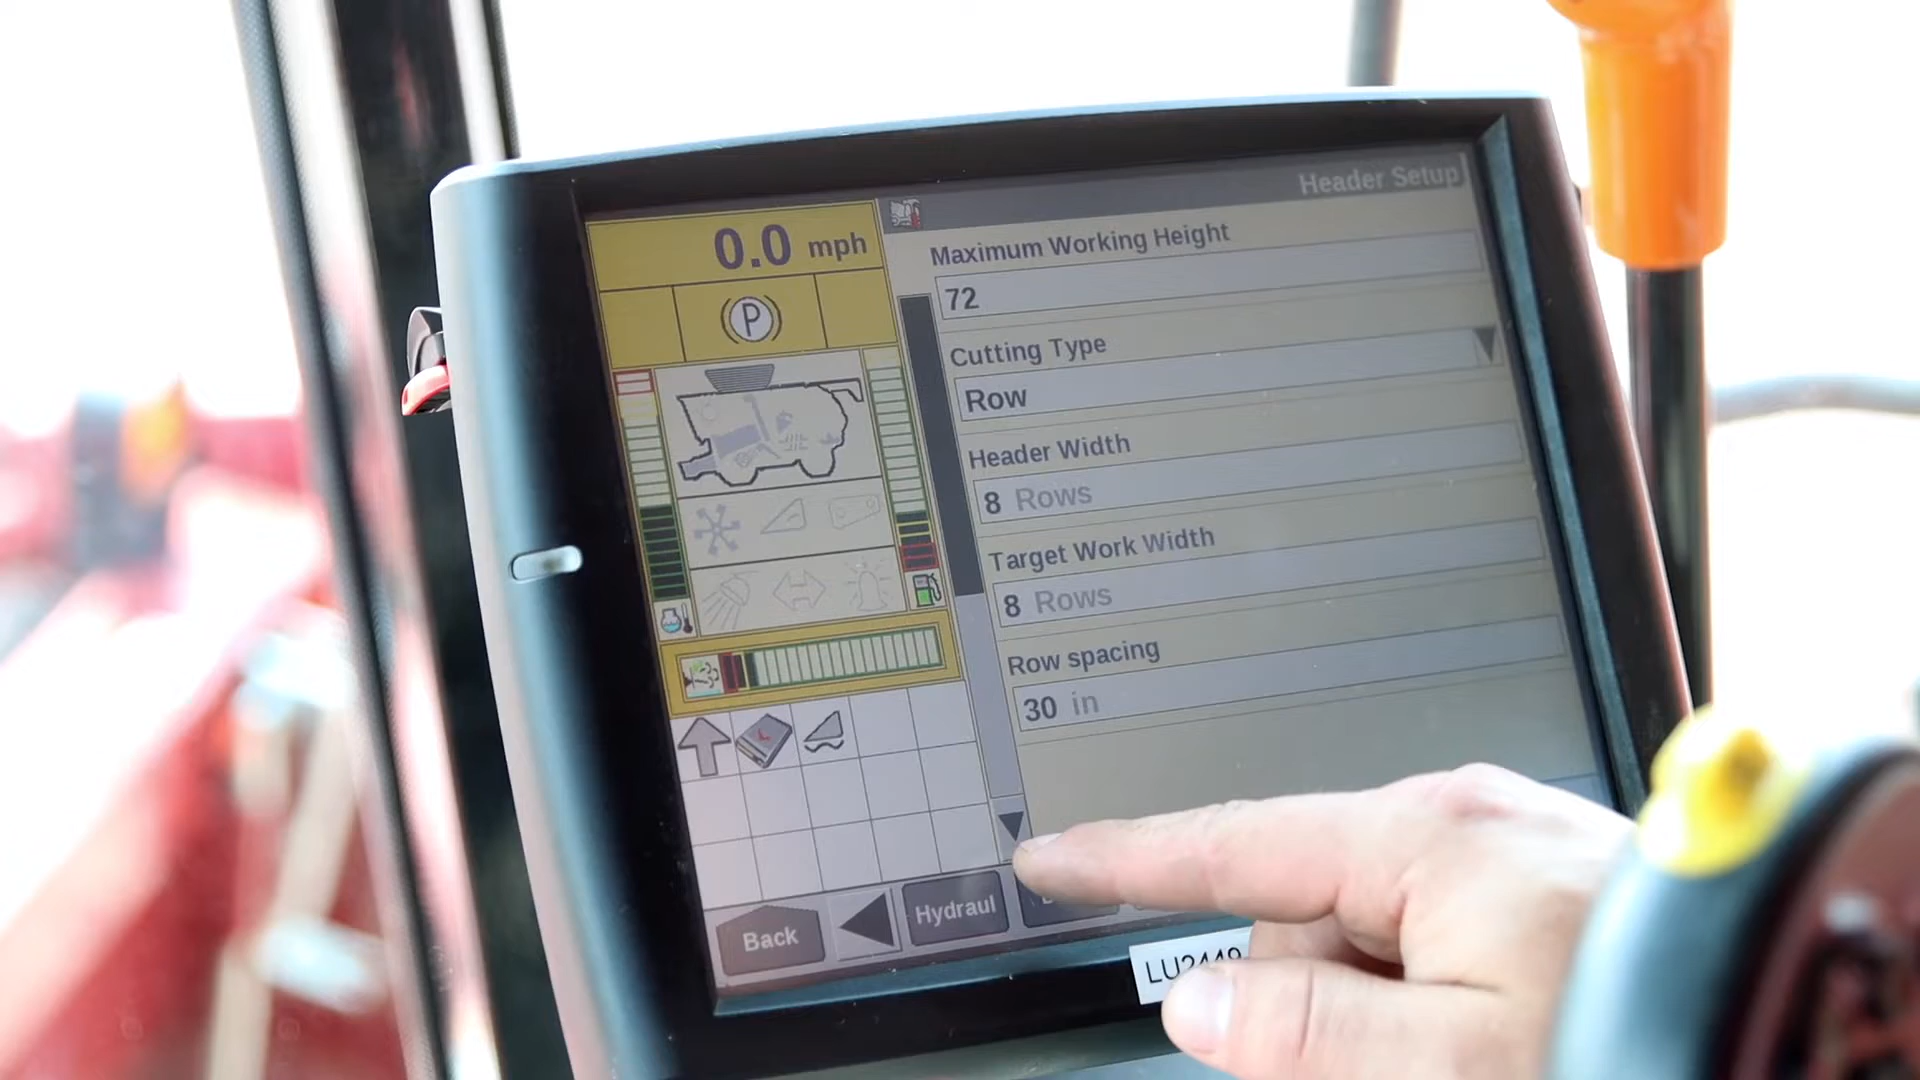 Header Setup
0.0 mph
P
Maximum Working Height
72
Cutting Type
Row
Header Width
8 Rows
Target Work Width
8 Rows
Row spacing
30 in
Back
Hydraul
LU2449